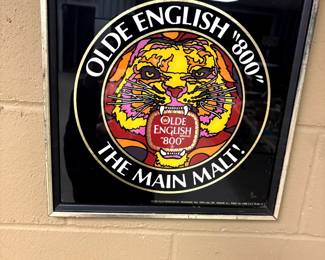 OLDE ENGLISH "800"
OLDE
ENGLISH
"800"
THE MAIN MALT!